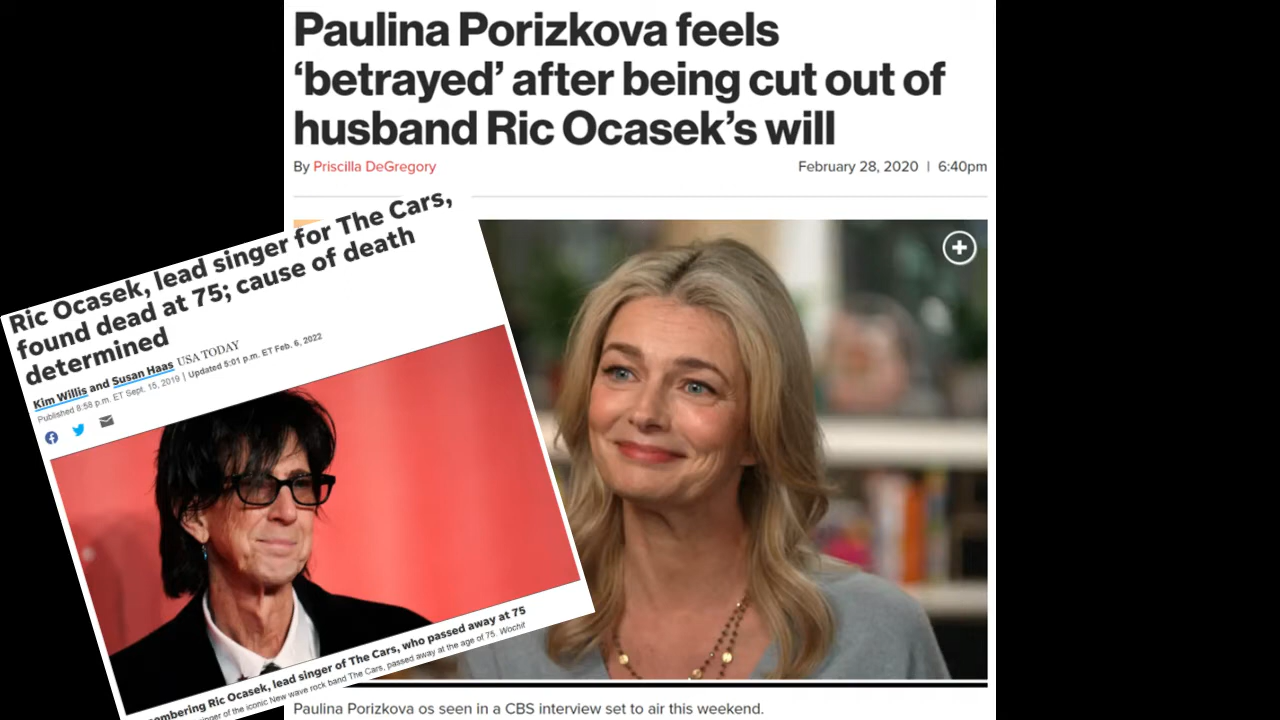 Paulina Porizkova feels
‘betrayed’ after being cut out of
husband Ric Ocasek’s will
By Priscilla DeGregory
February 28, 2020 | 6:40pm
Ric Ocasek, lead singer for The Cars,
found dead at 75; cause of death
determined
Kim Willis and Susan Haas USA TODAY
Published 8:58 p.m. ET Sept. 15, 2019 | Updated 5:01 p.m. ET Feb. 6, 2022
Ric Ocasek, lead singer of The Cars, who passed away at 75
of the iconic New wave rock band The Cars, passed away at the age of 75. Wochit
Paulina Porizkova os seen in a CBS interview set to air this weekend.